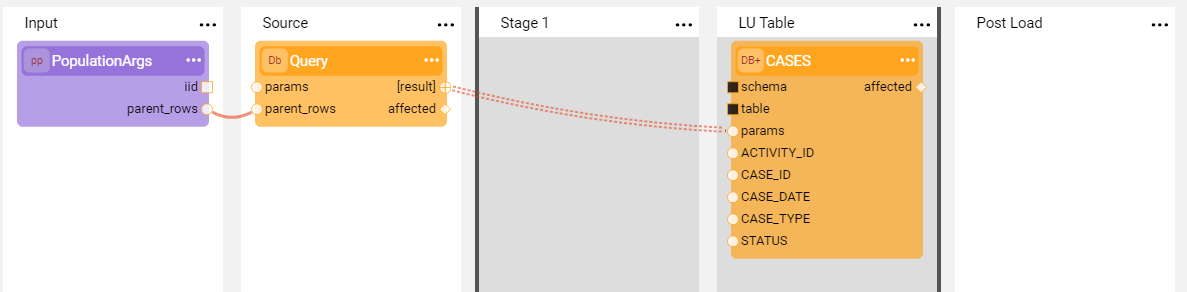 Input ...
Source ...
Stage 1 ...
LU Table ...
Post Load ...
pp PopulationArgs ...
iid
parent_rows
Db Query ...
params [result]
parent_rows affected
DB+ CASES ...
schema affected
table
params
ACTIVITY_ID
CASE_ID
CASE_DATE
CASE_TYPE
STATUS